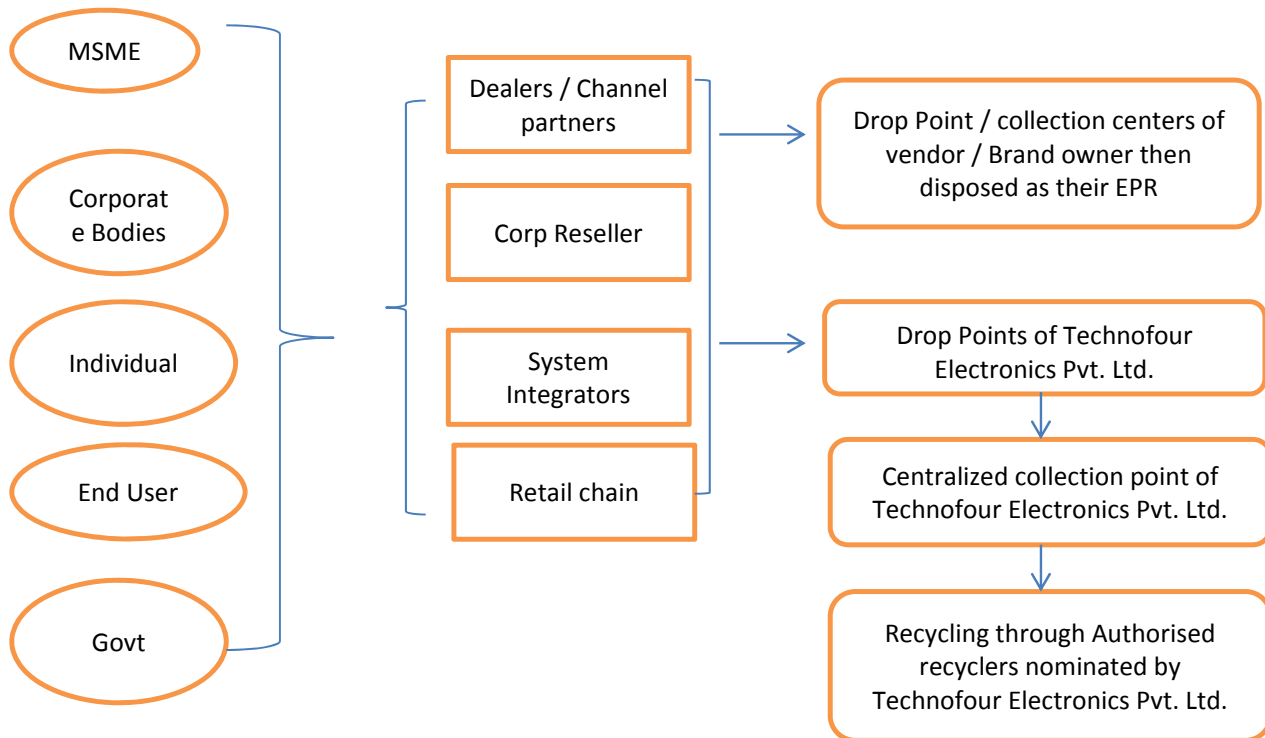 MSME
Corporat
e Bodies
Individual
End User
Govt
Dealers / Channel
partners
Corp Reseller
System
Integrators
Retail chain
Drop Point / collection centers of
vendor / Brand owner then
disposed as their EPR
Drop Points of Technofour
Electronics Pvt. Ltd.
Centralized collection point of
Technofour Electronics Pvt. Ltd.
Recycling through Authorised
recyclers nominated by
Technofour Electronics Pvt. Ltd.